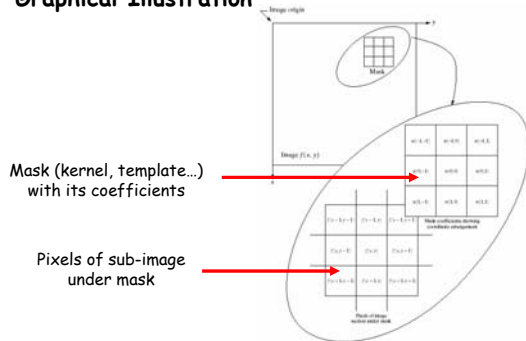 Graphical Illustration
Image origin
y
Mask
Image f(x, y)
x
Mask (kernel, template…)
with its coefficients
w(-1, -1) w(-1, 0) w(-1, 1)
w(0, -1) w(0, 0) w(0, 1)
w(1, -1) w(1, 0) w(1, 1)
Mask coefficients showing
coordinate arrangement
f(x-1, y-1) f(x-1, y) f(x-1, y+1)
f(x, y-1) f(x, y) f(x, y+1)
f(x+1, y-1) f(x+1, y) f(x+1, y+1)
Pixels of sub-image
under mask
Pixels of image
section under mask